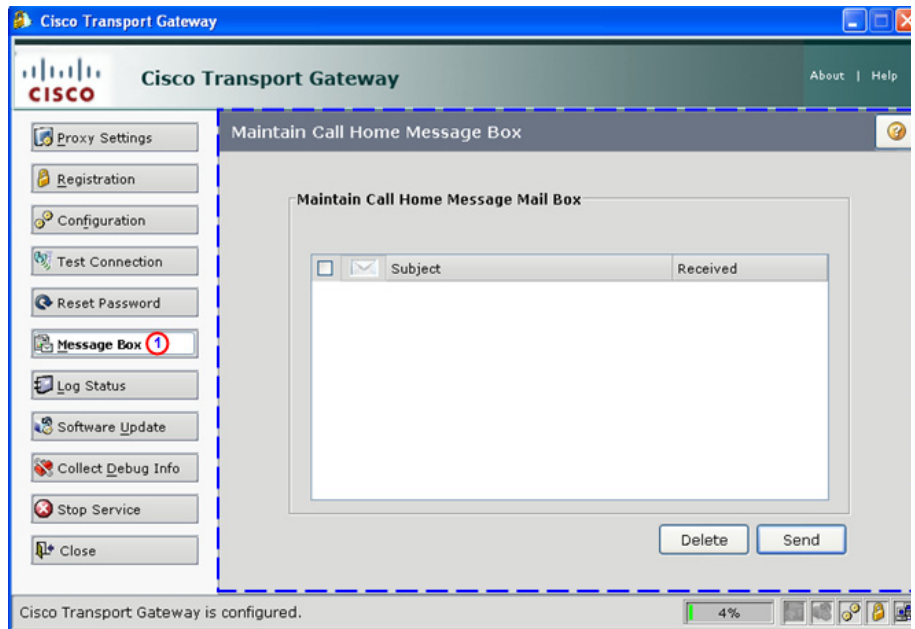 Cisco Transport Gateway
CISCO
Cisco Transport Gateway
About | Help
Proxy Settings
Registration
Configuration
Test Connection
Reset Password
Message Box 1
Log Status
Software Update
Collect Debug Info
Stop Service
Close
Maintain Call Home Message Box
Maintain Call Home Message Mail Box
Subject Received
Delete Send
Cisco Transport Gateway is configured.
4%